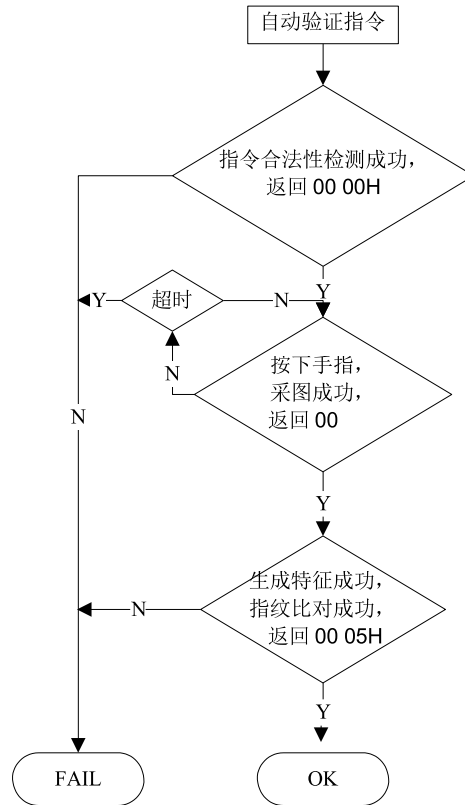 自动验证指令
指令合法性检测成功，
返回 00 00H
Y
Y
超时
N
按下手指，
采图成功，
返回 00
N
N
Y
生成特征成功，
指纹比对成功，
返回 00 05H
N
Y
FAIL
OK